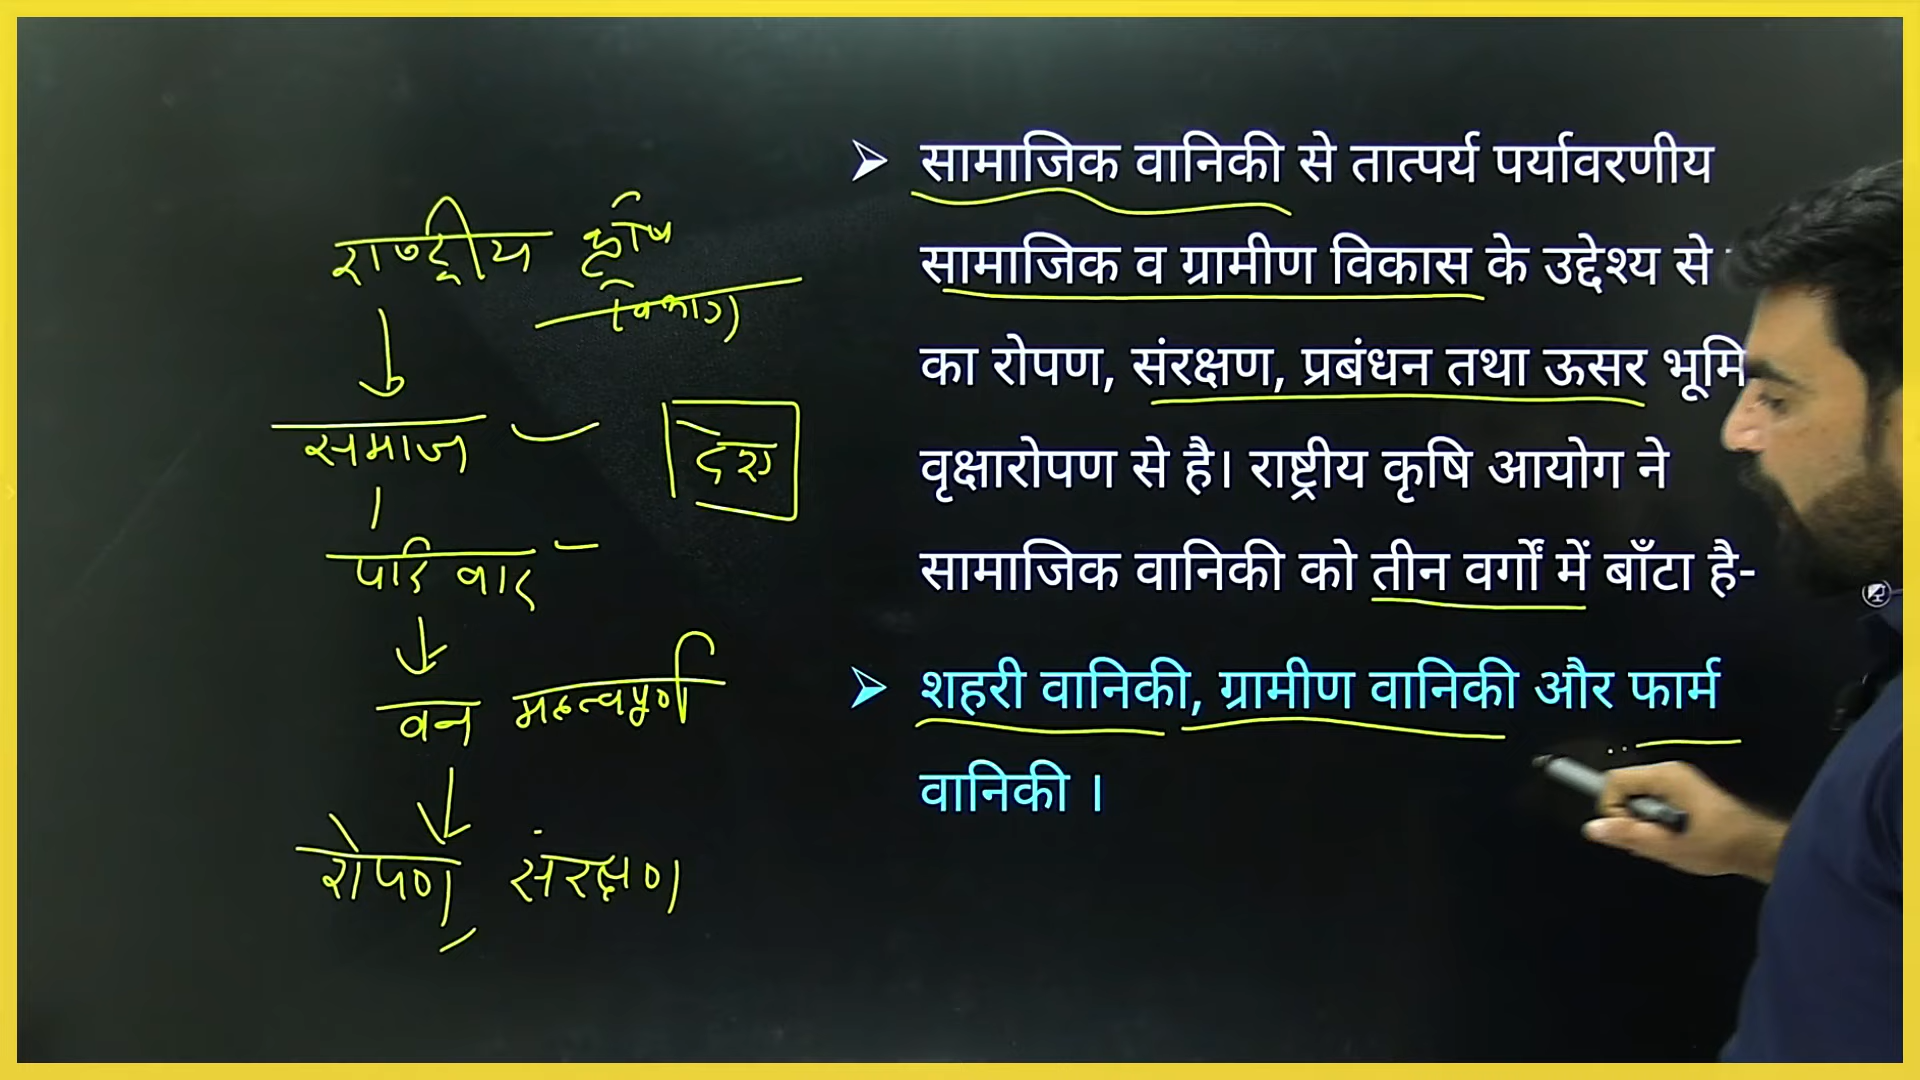 राष्ट्रीय कृषि
विकास
समाज
देश
परिवार
वन महत्वपूर्ण
रोपण संरक्षण
➢ सामाजिक वानिकी से तात्पर्य पर्यावरणीय
सामाजिक व ग्रामीण विकास के उद्देश्य से
का रोपण, संरक्षण, प्रबंधन तथा ऊसर भूमि
वृक्षारोपण से है। राष्ट्रीय कृषि आयोग ने
सामाजिक वानिकी को तीन वर्गों में बाँटा है-
➢ शहरी वानिकी, ग्रामीण वानिकी और फार्म
वानिकी ।